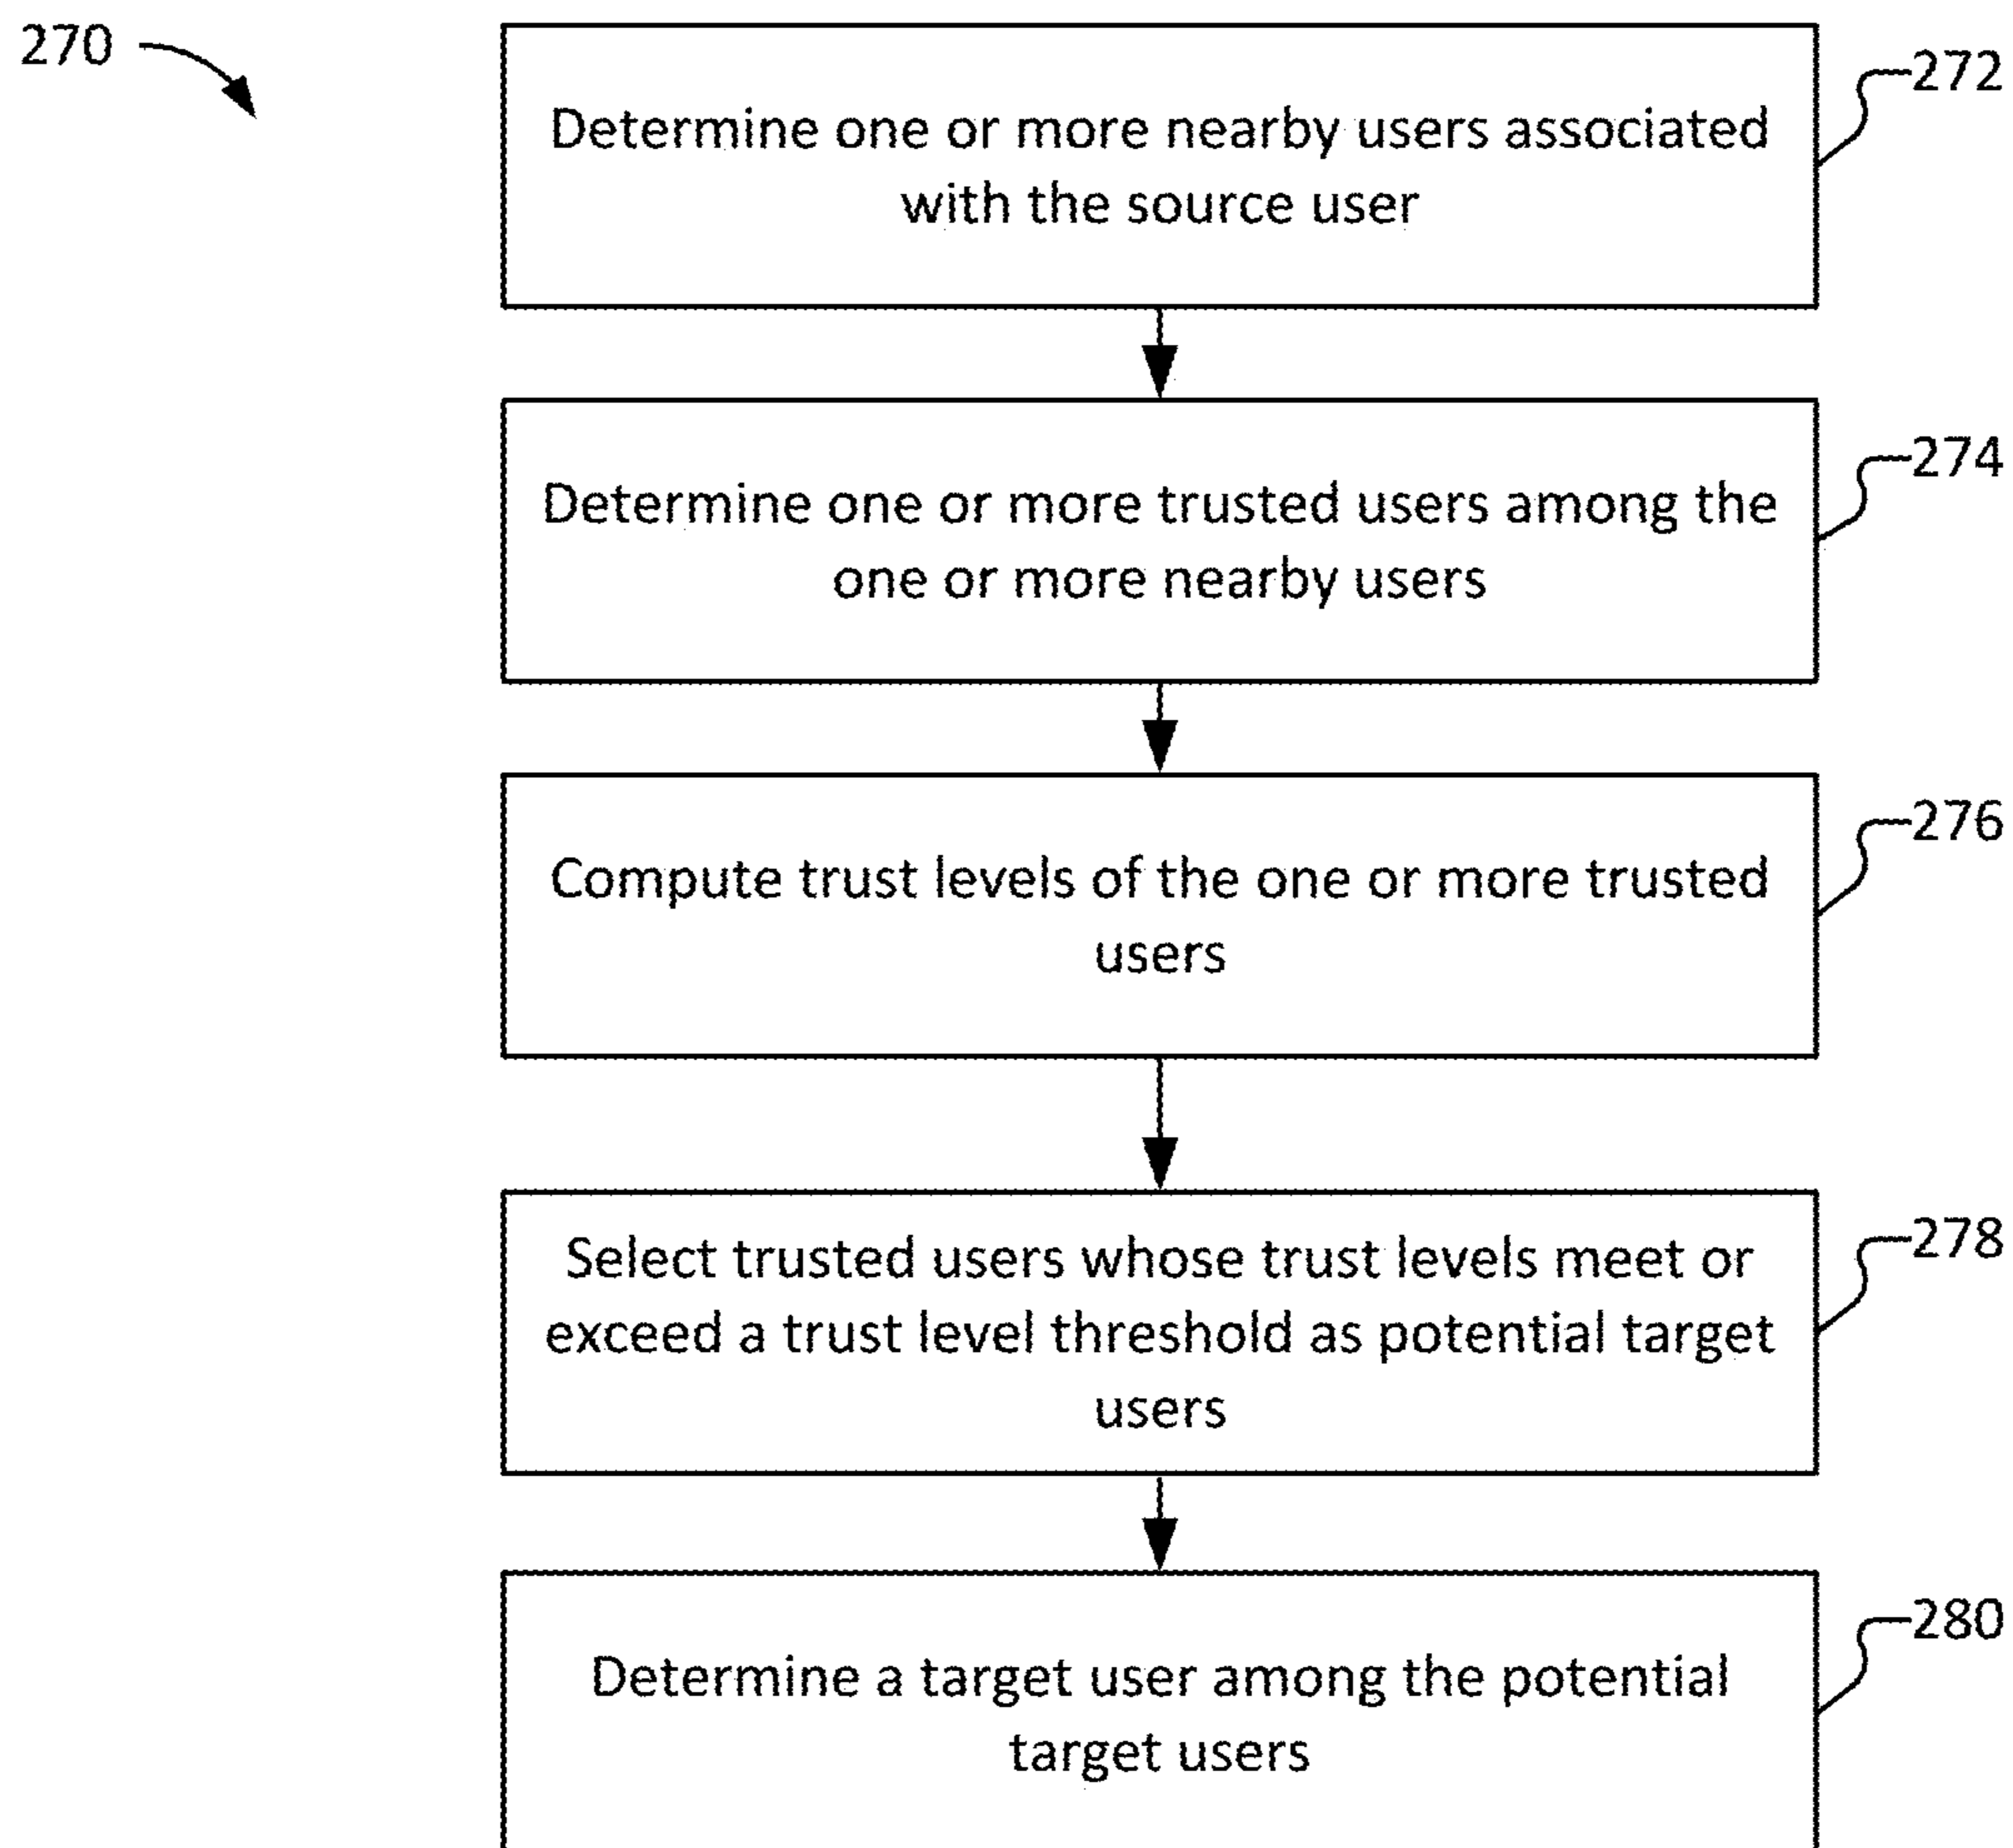 270
272
Determine one or more nearby users associated
with the source user
274
Determine one or more trusted users among the
one or more nearby users
276
Compute trust levels of the one or more trusted
users
278
Select trusted users whose trust levels meet or
exceed a trust level threshold as potential target
users
280
Determine a target user among the potential
target users